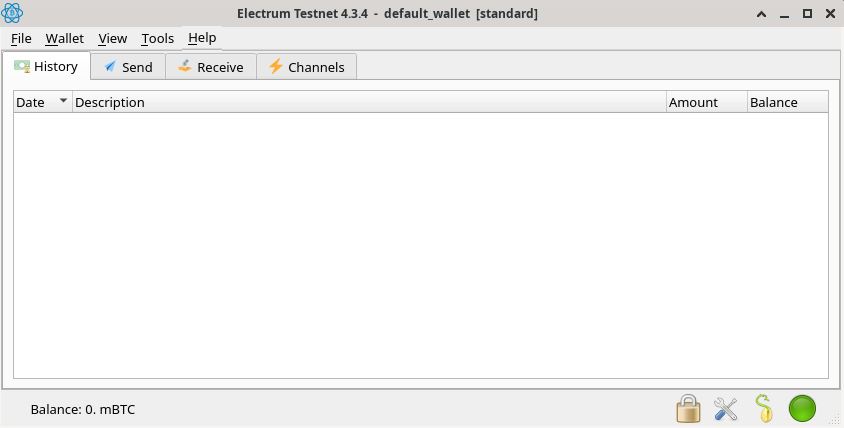 Electrum Testnet 4.3.4 - default_wallet [standard]
File Wallet View Tools Help
History Send Receive Channels
Date Description Amount Balance
Balance: 0. mBTC